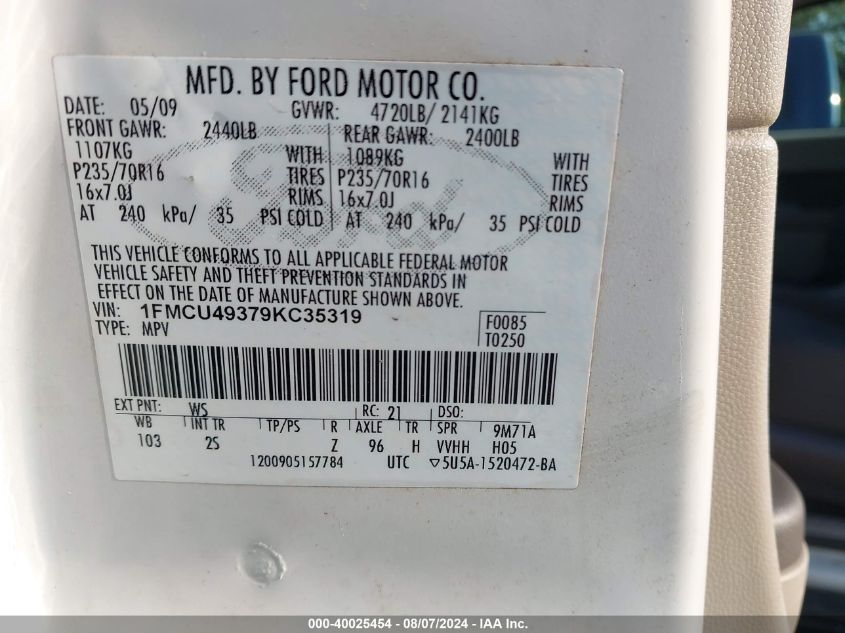 MFD. BY FORD MOTOR CO.
DATE: 05/09 GVWR: 4720LB/ 2141KG
FRONT GAWR: 2440LB REAR GAWR: 2400LB
1107KG WITH 1089KG WITH
P235/70R16 TIRES P235/70R16 TIRES
16x7.0J RIMS 16x7.0J RIMS
AT 240 kPa/ 35 PSI COLD AT 240 kPa/ 35 PSI COLD
Ford
THIS VEHICLE CONFORMS TO ALL APPLICABLE FEDERAL MOTOR
VEHICLE SAFETY AND THEFT PREVENTION STANDARDS IN
EFFECT ON THE DATE OF MANUFACTURE SHOWN ABOVE.
VIN: 1FMCU49379KC35319
TYPE: MPV
F0085
T0250
EXT PNT: WS RC: 21 DSO:
WB INT TR TP/PS R AXLE TR SPR 9M71A
103 2S Z 96 H VVHH H05
1200905157784 UTC ▽5U5A-1520472-BA
000-40025454 - 08/07/2024 - IAA Inc.